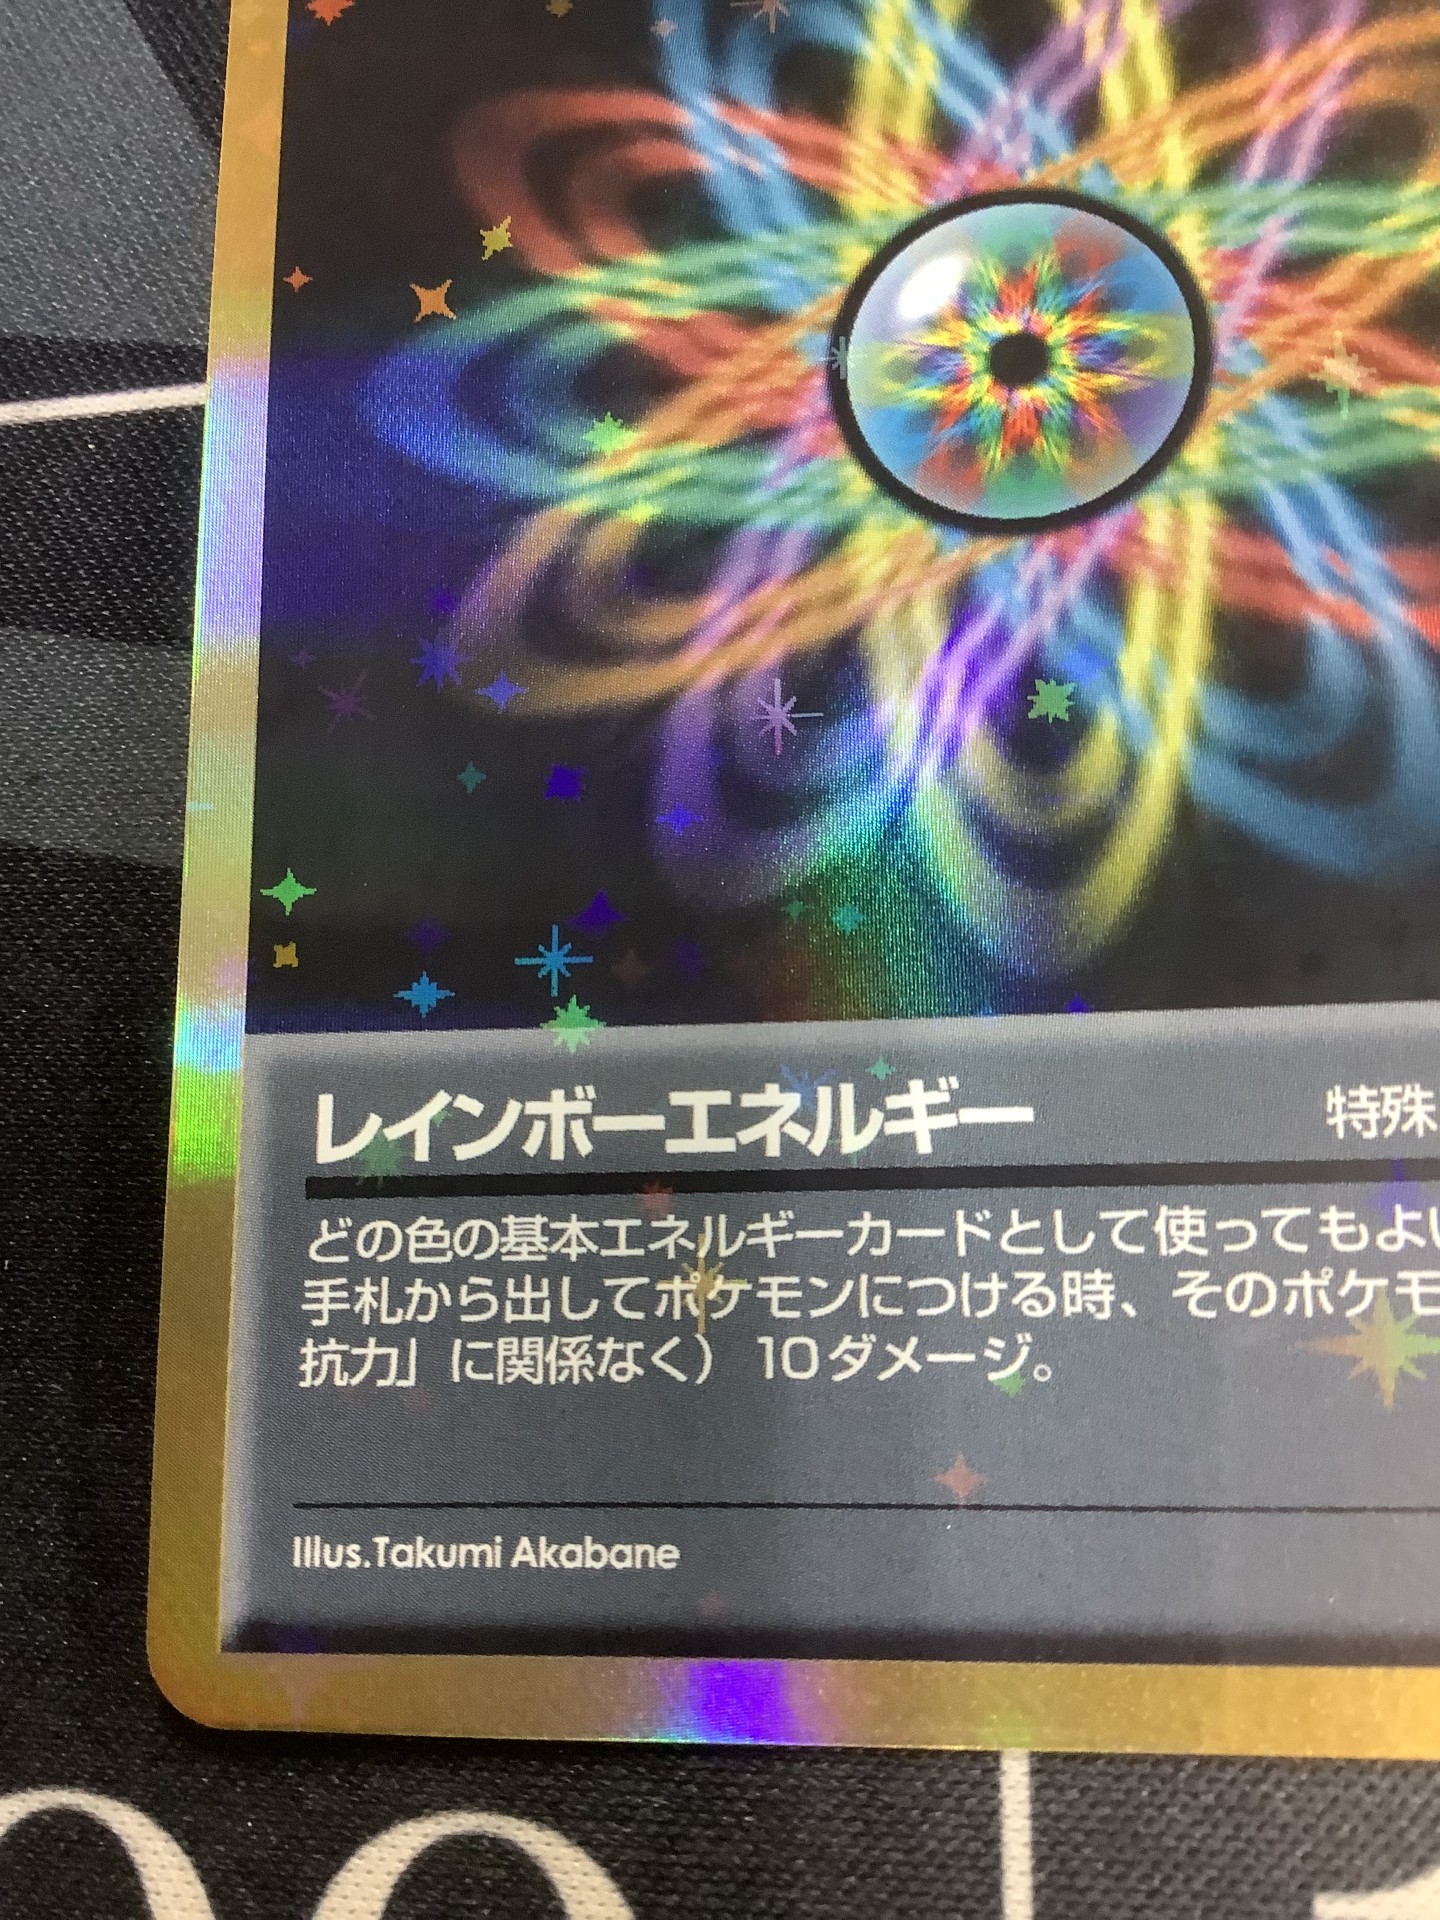 レインボーエネルギー 特殊
どの色の基本エネルギーカードとして使ってもよい
手札から出してポケモンにつける時、そのポケモ
抗力」に関係なく） 10ダメージ。
Illus.Takumi Akabane